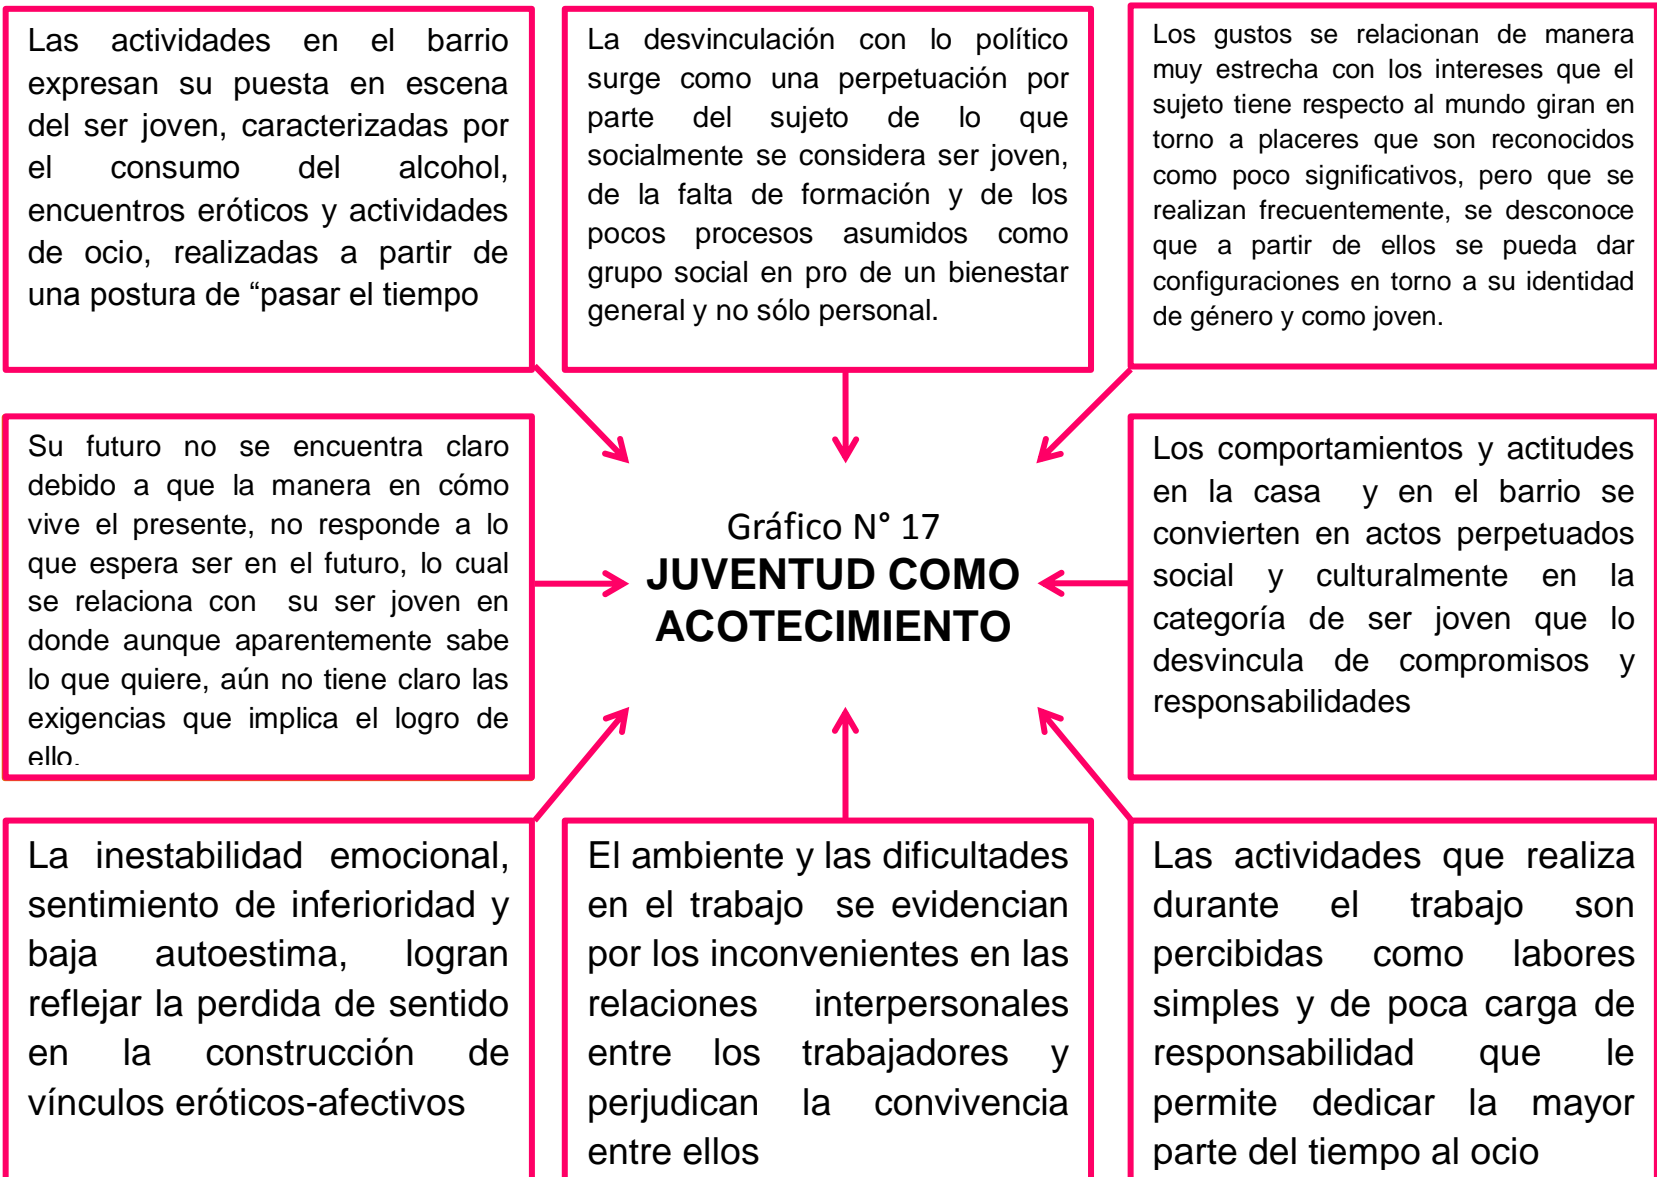 Las actividades en el barrio
expresan su puesta en escena
del ser joven, caracterizadas por
el consumo del alcohol,
encuentros eróticos y actividades
de ocio, realizadas a partir de
una postura de “pasar el tiempo
La desvinculación con lo político
surge como una perpetuación por
parte del sujeto de lo que
socialmente se considera ser joven,
de la falta de formación y de los
pocos procesos asumidos como
grupo social en pro de un bienestar
general y no sólo personal.
Los gustos se relacionan de manera
muy estrecha con los intereses que el
sujeto tiene respecto al mundo giran en
torno a placeres que son reconocidos
como poco significativos, pero que se
realizan frecuentemente, se desconoce
que a partir de ellos se pueda dar
configuraciones en torno a su identidad
de género y como joven.
Su futuro no se encuentra claro
debido a que la manera en cómo
vive el presente, no responde a lo
que espera ser en el futuro, lo cual
se relaciona con su ser joven en
donde aunque aparentemente sabe
lo que quiere, aún no tiene claro las
exigencias que implica el logro de
ello.
Gráfico N° 17
JUVENTUD COMO
ACOTECIMIENTO
Los comportamientos y actitudes
en la casa y en el barrio se
convierten en actos perpetuados
social y culturalmente en la
categoría de ser joven que lo
desvincula de compromisos y
responsabilidades
La inestabilidad emocional,
sentimiento de inferioridad y
baja autoestima, logran
reflejar la perdida de sentido
en la construcción de
vínculos eróticos-afectivos
El ambiente y las dificultades
en el trabajo se evidencian
por los inconvenientes en las
relaciones interpersonales
entre los trabajadores y
perjudican la convivencia
entre ellos
Las actividades que realiza
durante el trabajo son
percibidas como labores
simples y de poca carga de
responsabilidad que le
permite dedicar la mayor
parte del tiempo al ocio